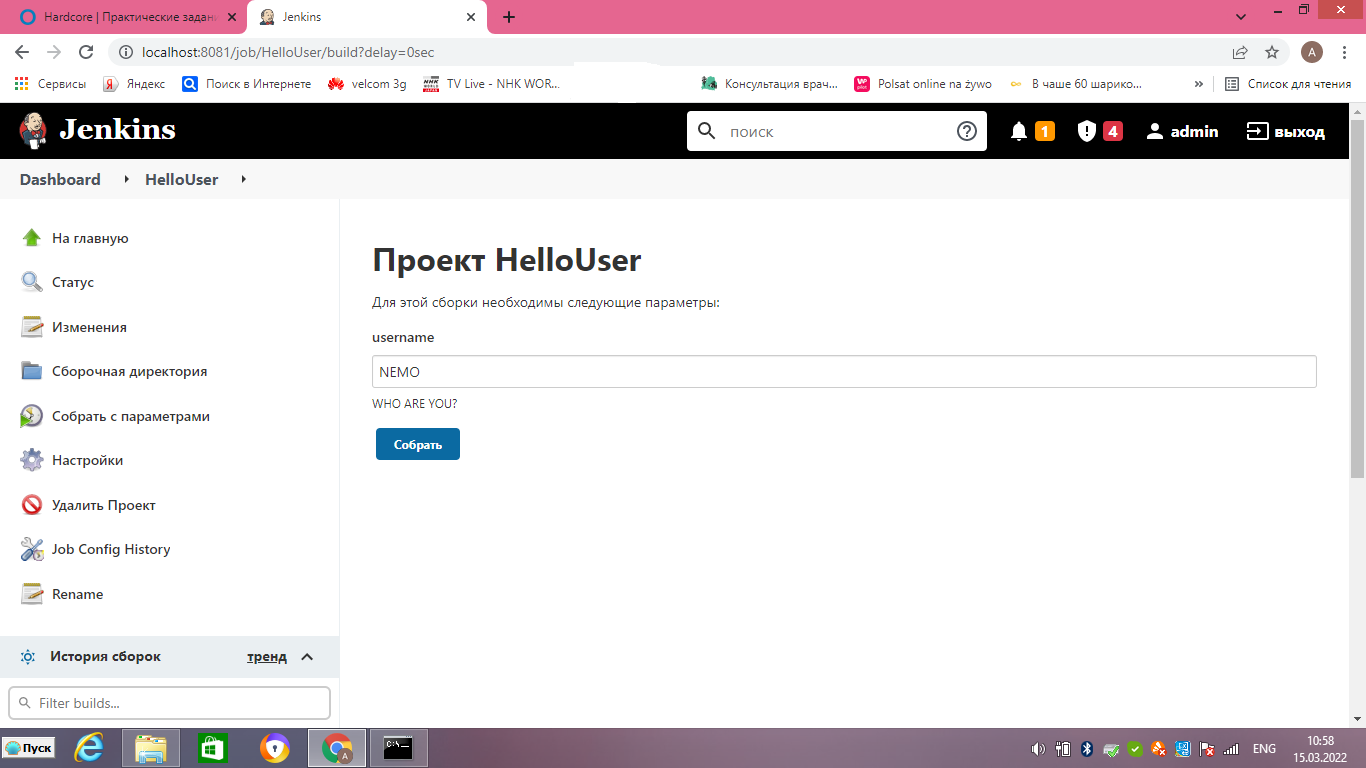 Hardcore | Практические задани
Jenkins
localhost:8081/job/HelloUser/build?delay=0sec
A
Сервисы
Яндекс
Поиск в Интернете
velcom 3g
TV Live - NHK WOR...
Консультация врач...
Polsat online na żywo
В чаше 60 шарико...
»
Список для чтения
Jenkins
поиск
1
4
admin
выход
Dashboard
HelloUser
На главную
Статус
Изменения
Сборочная директория
Собрать с параметрами
Настройки
Удалить Проект
Job Config History
Rename
История сборок
тренд
Filter builds...
Проект HelloUser
Для этой сборки необходимы следующие параметры:
username
NEMO
WHO ARE YOU?
Собрать
Пуск
ENG
10:58
15.03.2022